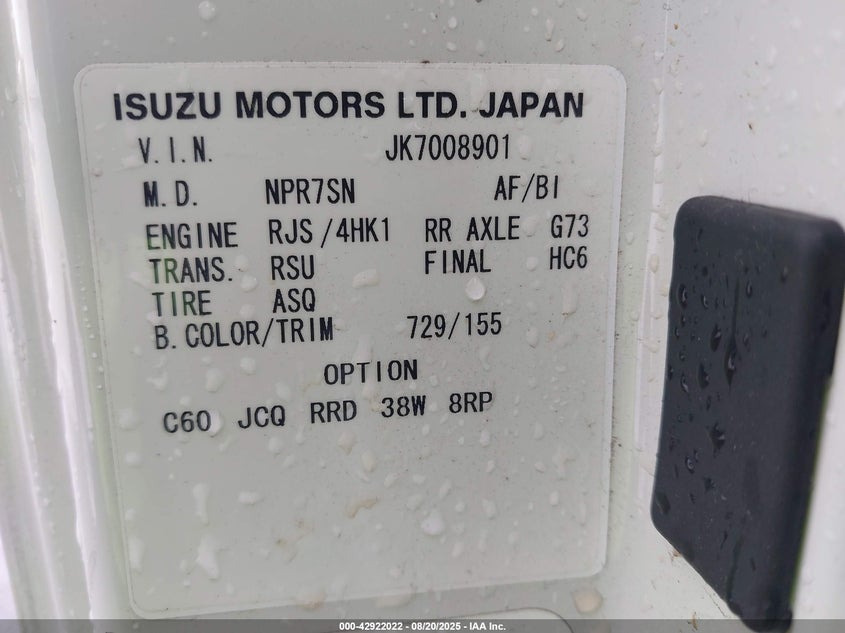 ISUZU MOTORS LTD. JAPAN
V.I.N. JK7008901
M.D. NPR7SN AF/BI
ENGINE RJS/4HK1 RR AXLE G73
TRANS. RSU FINAL HC6
TIRE ASQ
B.COLOR/TRIM 729/155
OPTION
C60 JCQ RRD 38W 8RP
000-42922022 - 08/20/2025 - IAA Inc.